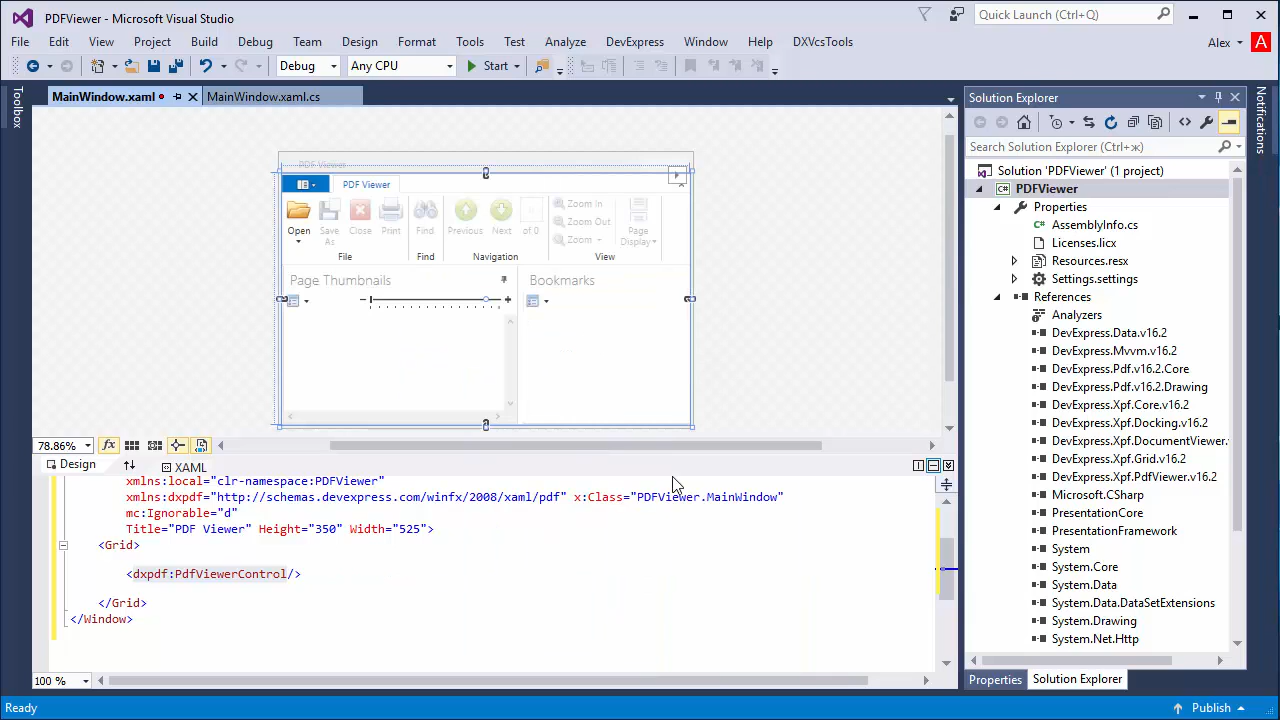 PDFViewer - Microsoft Visual Studio
Quick Launch (Ctrl+Q)
File Edit View Project Build Debug Team Design Format Tools Test Analyze DevExpress Window Help DXVcsTools Alex A
Debug Any CPU Start
Toolbox
MainWindow.xaml MainWindow.xaml.cs
PDF Viewer
PDF Viewer
Open Save As Close Print Find Previous Next of 0 Zoom In Zoom Out Zoom Page Display
File Find Navigation View
Page Thumbnails Bookmarks
78.86% fx
Design XAML
xmlns:local="clr-namespace:PDFViewer"
xmlns:dxpdf="http://schemas.devexpress.com/winfx/2008/xaml/pdf" x:Class="PDFViewer.MainWindow"
mc:Ignorable="d"
Title="PDF Viewer" Height="350" Width="525">
<Grid>
<dxpdf:PdfViewerControl/>
</Grid>
</Window>
100 %
Solution Explorer
Search Solution Explorer (Ctrl+ж)
Solution 'PDFViewer' (1 project)
C# PDFViewer
Properties
C# AssemblyInfo.cs
Licenses.licx
Resources.resx
Settings.settings
References
Analyzers
DevExpress.Data.v16.2
DevExpress.Mvvm.v16.2
DevExpress.Pdf.v16.2.Core
DevExpress.Pdf.v16.2.Drawing
DevExpress.Xpf.Core.v16.2
DevExpress.Xpf.Docking.v16.2
DevExpress.Xpf.DocumentViewer.
DevExpress.Xpf.Grid.v16.2
DevExpress.Xpf.PdfViewer.v16.2
Microsoft.CSharp
PresentationCore
PresentationFramework
System
System.Core
System.Data
System.Data.DataSetExtensions
System.Drawing
System.Net.Http
Properties Solution Explorer
Notifications
Ready
Publish